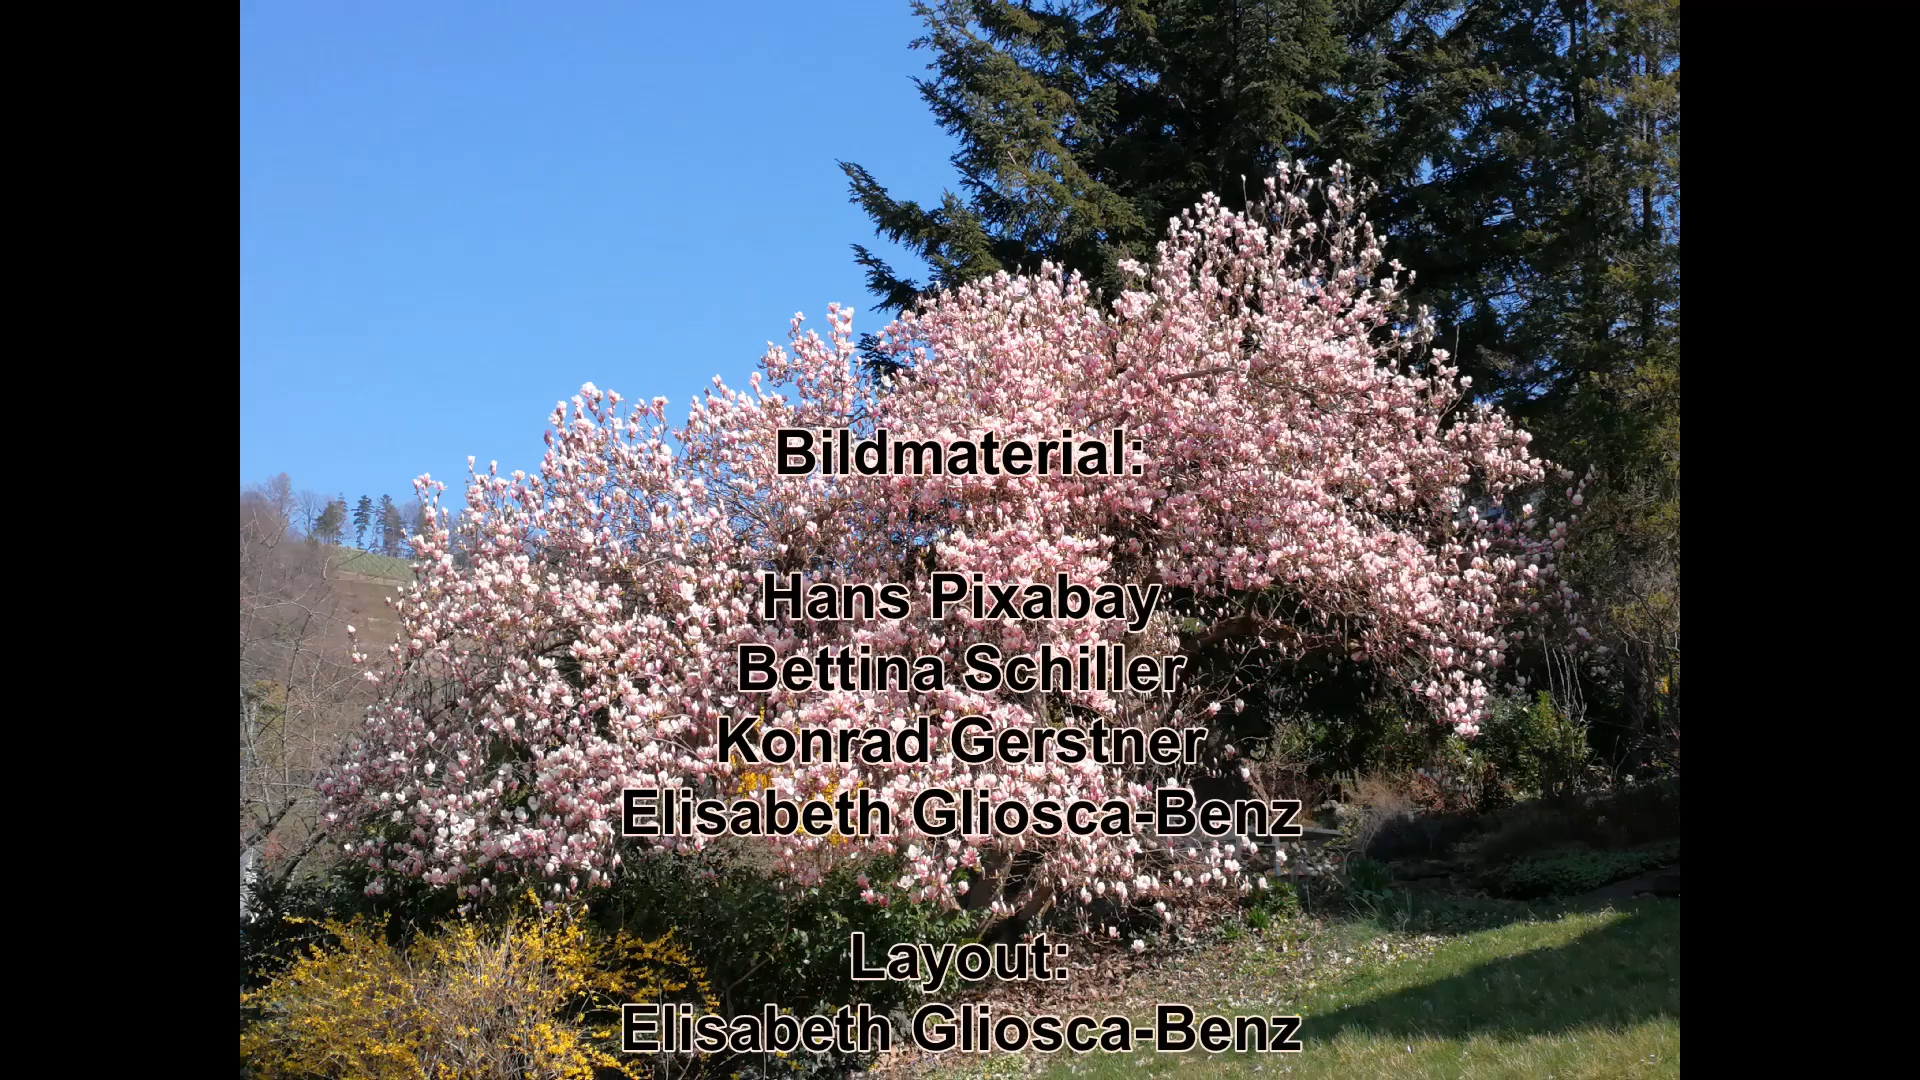 Bildmaterial:
Hans Pixabay
Bettina Schiller
Konrad Gerstner
Elisabeth Gliosca-Benz
Layout:
Elisabeth Gliosca-Benz